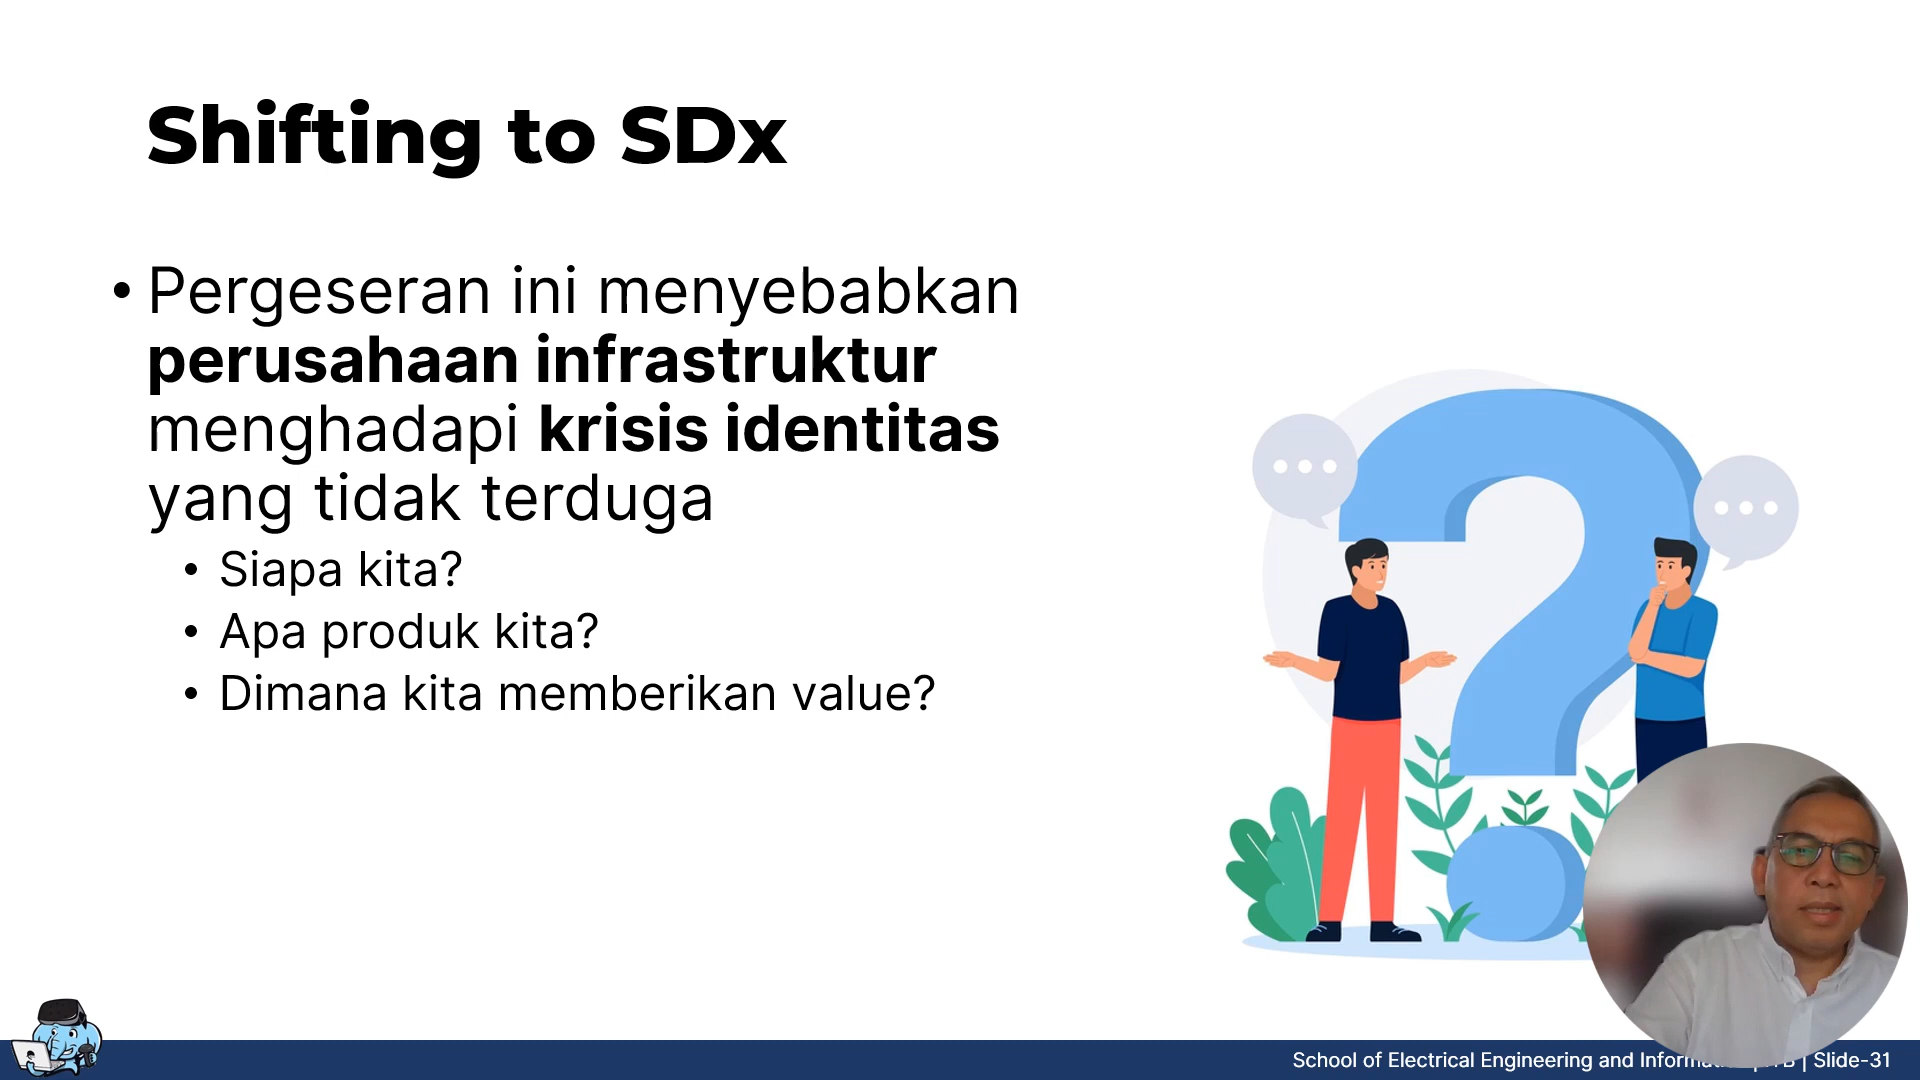 Shifting to SDx
• Pergeseran ini menyebabkan
perusahaan infrastruktur
menghadapi krisis identitas
yang tidak terduga
• Siapa kita?
• Apa produk kita?
• Dimana kita memberikan value?
School of Electrical Engineering and | Slide-31